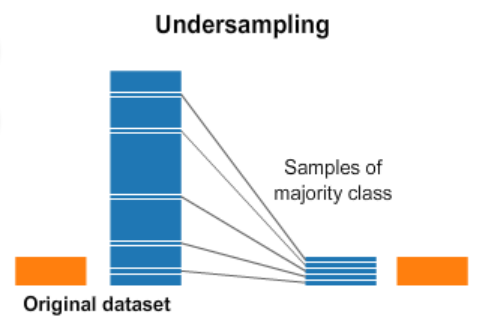 Undersampling
Samples of
majority class
Original dataset